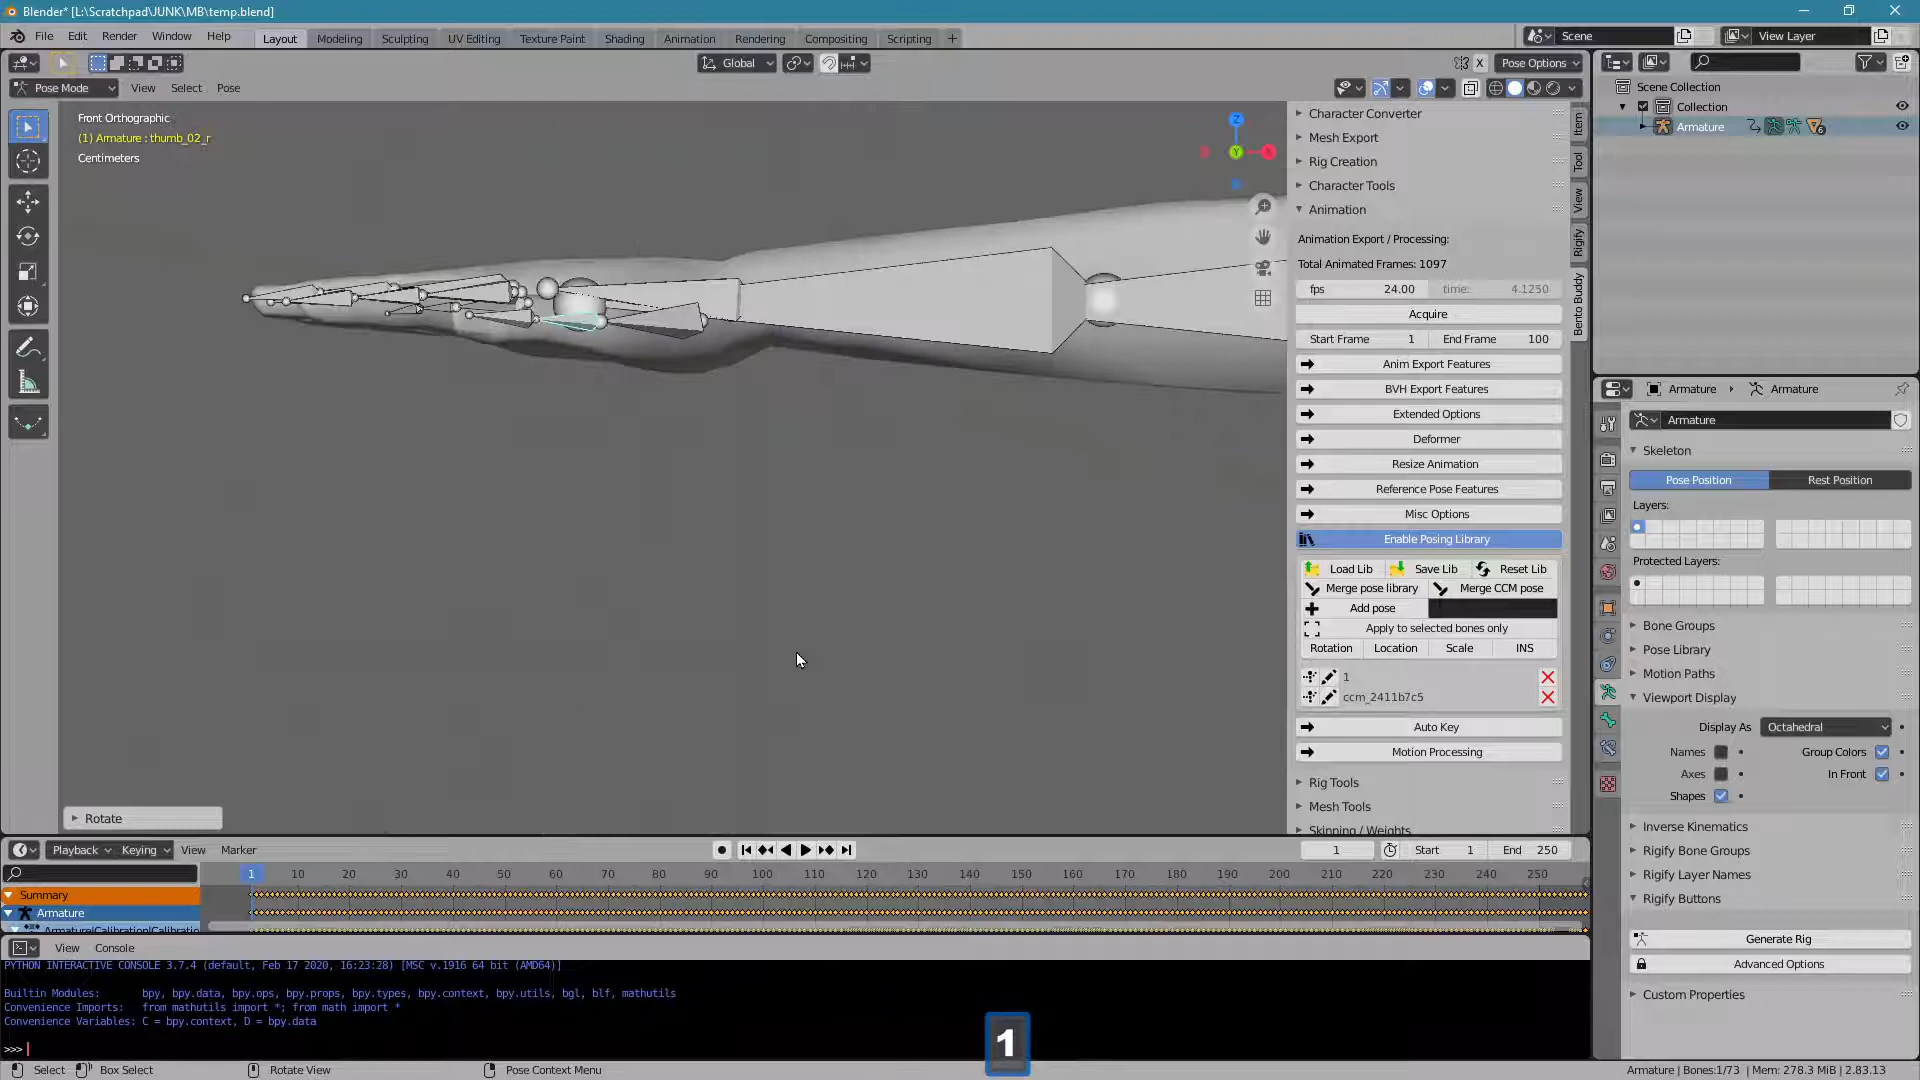 Blender* [L:\Scratchpad\JUNK\MB\temp.blend]
File Edit Render Window Help Layout Modeling Sculpting UV Editing Texture Paint Shading Animation Rendering Compositing Scripting + Scene View Layer
Global X Pose Options
Pose Mode View Select Pose
Front Orthographic
(1) Armature : thumb_02_r
Centimeters
Z
Y
Item
Tool
View
Rigify
Bento Buddy
Character Converter
Mesh Export
Rig Creation
Character Tools
Animation
Animation Export / Processing:
Total Animated Frames: 1097
fps 24.00 time: 4.1250
Acquire
Start Frame 1 End Frame 100
Anim Export Features
BVH Export Features
Extended Options
Deformer
Resize Animation
Reference Pose Features
Misc Options
Enable Posing Library
Load Lib Save Lib Reset Lib
Merge pose library Merge CCM pose
Add pose
Apply to selected bones only
Rotation Location Scale INS
1
ccm_2411b7c5
Auto Key
Motion Processing
Rig Tools
Mesh Tools
Skinning / Weights
Scene Collection
Collection
Armature 6
Armature Armature
Armature
Skeleton
Pose Position Rest Position
Layers:
Protected Layers:
Bone Groups
Pose Library
Motion Paths
Viewport Display
Display As Octahedral
Names Group Colors
Axes In Front
Shapes
Inverse Kinematics
Rigify Bone Groups
Rigify Layer Names
Rigify Buttons
Generate Rig
Advanced Options
Custom Properties
Rotate
Playback Keying View Marker 1 Start 1 End 250
1 10 20 30 40 50 60 70 80 90 100 110 120 130 140 150 160 170 180 190 200 210 220 230 240 250
Summary
Armature
Armature|Calibration|Calibratio
View Console
PYTHON INTERACTIVE CONSOLE 3.7.4 (default, Feb 17 2020, 16:23:28) [MSC v.1916 64 bit (AMD64)]
Builtin Modules: bpy, bpy.data, bpy.ops, bpy.props, bpy.types, bpy.context, bpy.utils, bgl, blf, mathutils
Convenience Imports: from mathutils import *; from math import *
Convenience Variables: C = bpy.context, D = bpy.data
>>>
1
Select Box Select Rotate View Pose Context Menu Armature | Bones:1/73 | Mem: 278.3 MiB | 2.83.13